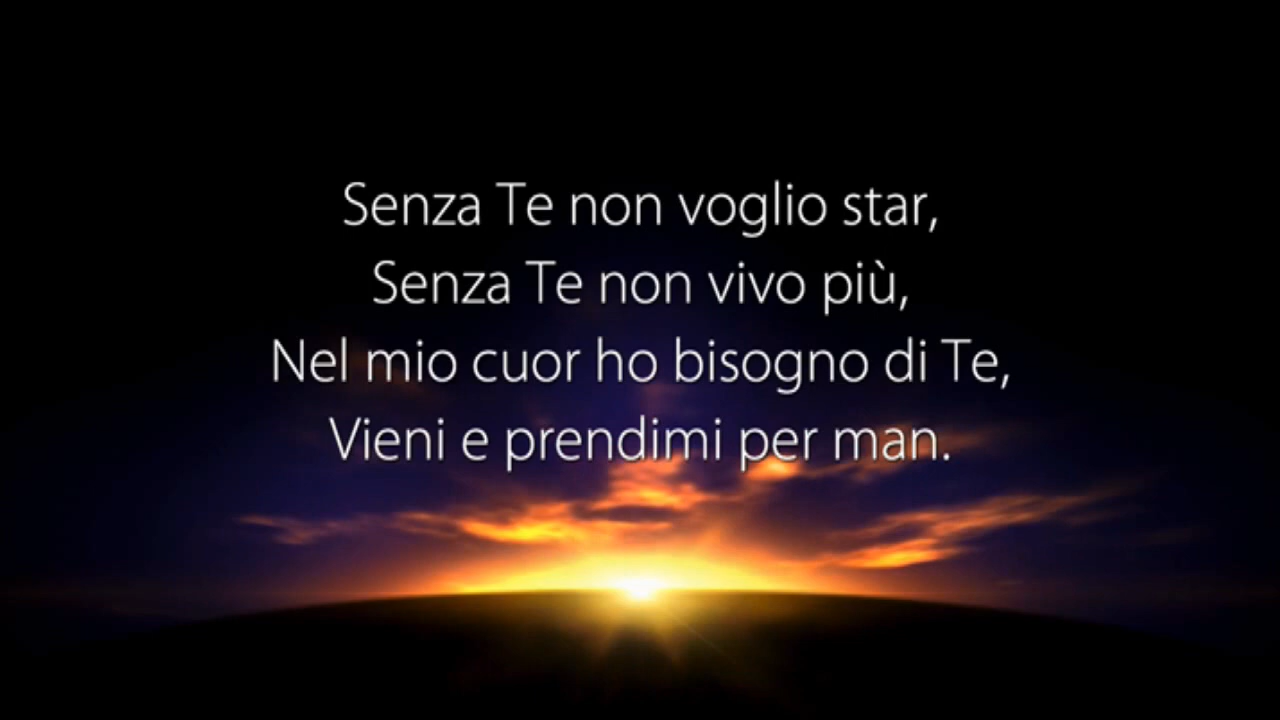 Senza Te non voglio star,
Senza Te non vivo più,
Nel mio cuor ho bisogno di Te,
Vieni e prendimi per man.